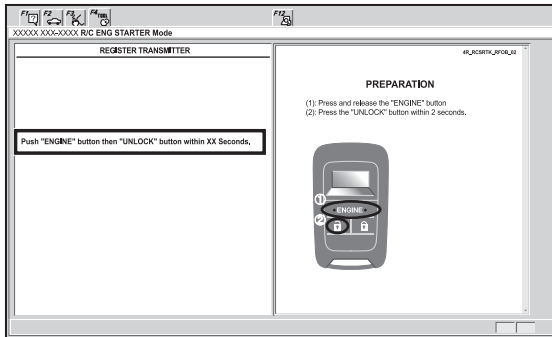 F1 F2 F3 F4 TOOL F12
XXXXX XXX-XXXX R/C ENG STARTER Mode
REGISTER TRANSMITTER
Push "ENGINE" button then "UNLOCK" button within XX Seconds.
4R_RCSRTK_RFOB_02
PREPARATION
(1): Press and release the "ENGINE" button
(2): Press the "UNLOCK" button within 2 seconds.
①
• ENGINE •
②